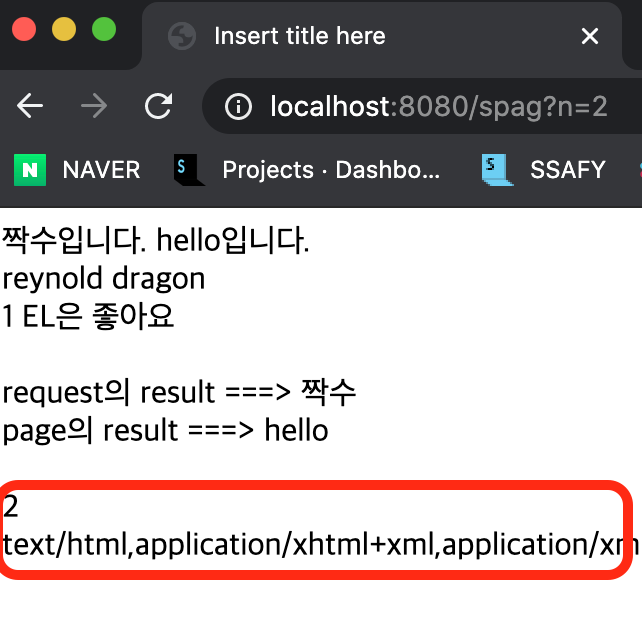 Insert title here
localhost:8080/spag?n=2
N NAVER S Projects · Dashbo... S SSAFY
짝수입니다. hello입니다.
reynold dragon
1 EL은 좋아요
request의 result ===> 짝수
page의 result ===> hello
2
text/html,application/xhtml+xml,application/xm